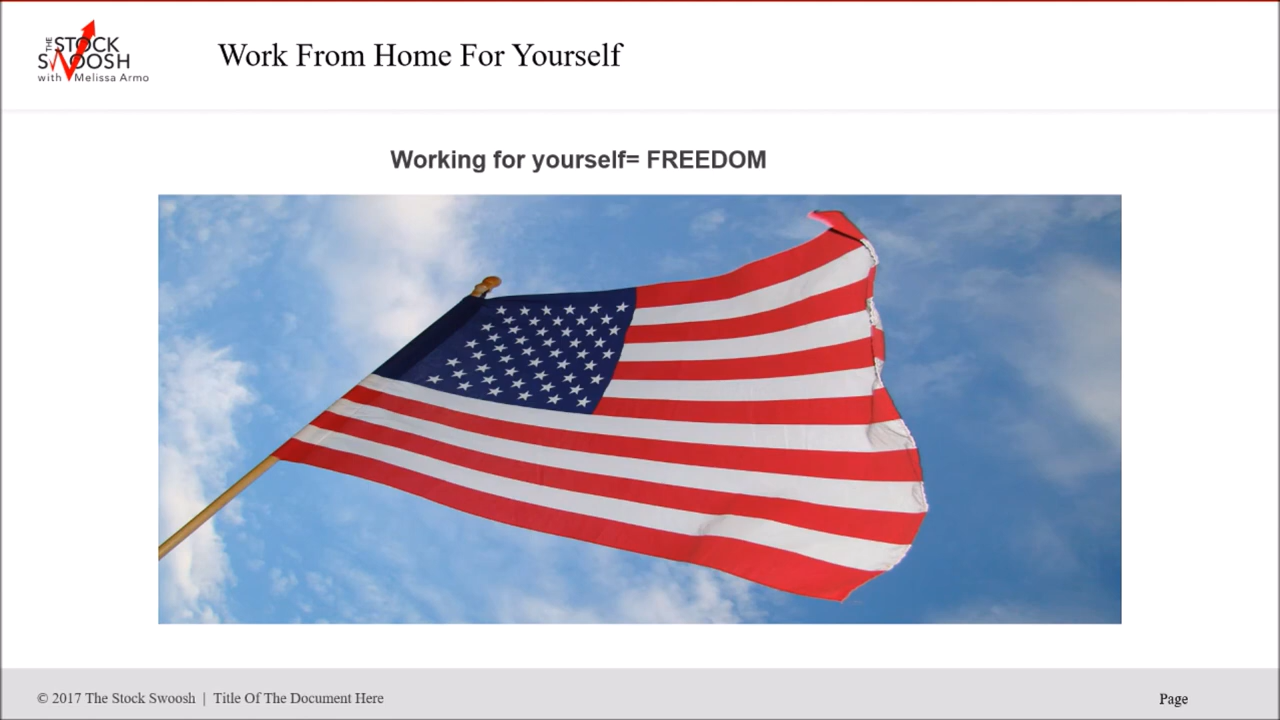 THE STOCK
SWOOSH
with Melissa Armo
Work From Home For Yourself
Working for yourself= FREEDOM
© 2017 The Stock Swoosh | Title Of The Document Here
Page